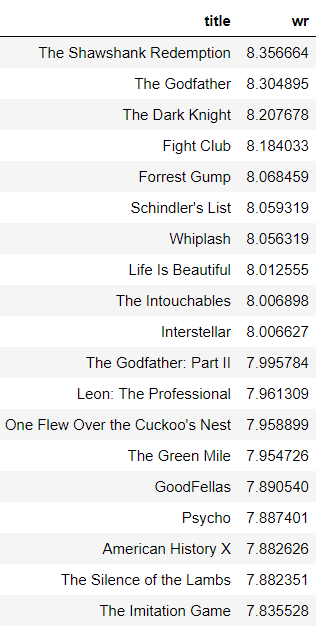 title wr
The Shawshank Redemption 8.356664
The Godfather 8.304895
The Dark Knight 8.207678
Fight Club 8.184033
Forrest Gump 8.068459
Schindler's List 8.059319
Whiplash 8.056319
Life Is Beautiful 8.012555
The Intouchables 8.006898
Interstellar 8.006627
The Godfather: Part II 7.995784
Leon: The Professional 7.961309
One Flew Over the Cuckoo's Nest 7.958899
The Green Mile 7.954726
GoodFellas 7.890540
Psycho 7.887401
American History X 7.882626
The Silence of the Lambs 7.882351
The Imitation Game 7.835528